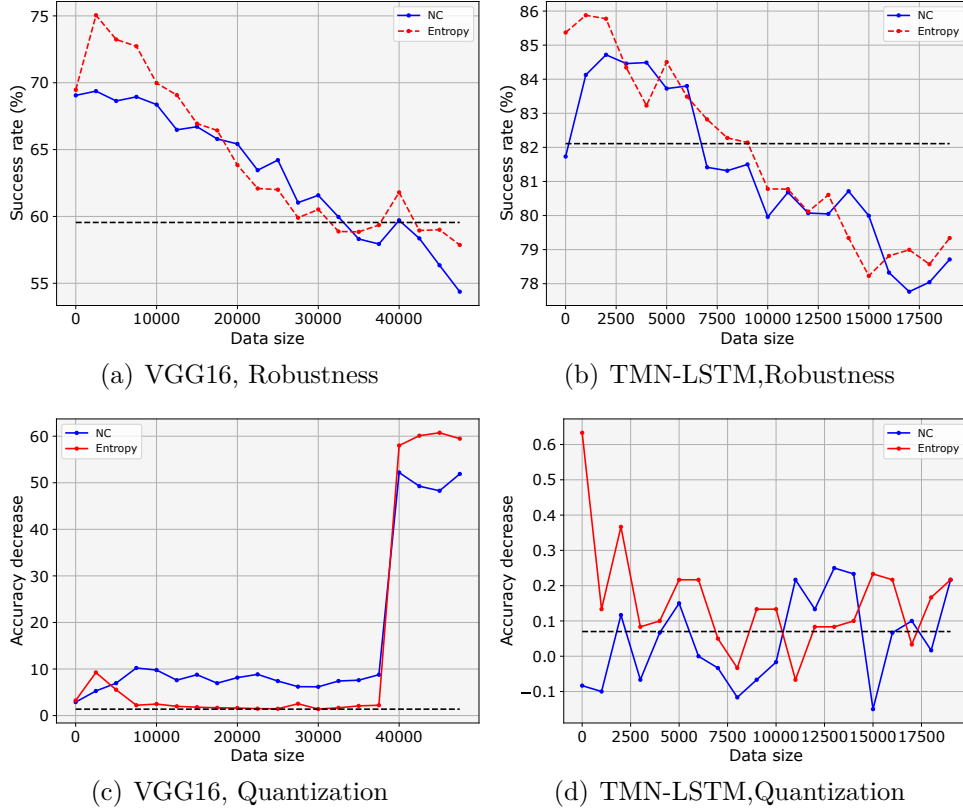 75
70
65
60
55
Success rate (%)
NC
Entropy
0 10000 20000 30000 40000
Data size
(a) VGG16, Robustness
86
85
84
83
82
81
80
79
78
Success rate (%)
NC
Entropy
0 2500 5000 7500 10000 12500 15000 17500
Data size
(b) TMN-LSTM,Robustness
60
50
40
30
20
10
0
Accuracy decrease
NC
Entropy
0 10000 20000 30000 40000
Data size
(c) VGG16, Quantization
0.6
0.5
0.4
0.3
0.2
0.1
0.0
−0.1
Accuracy decrease
NC
Entropy
0 2500 5000 7500 10000 12500 15000 17500
Data size
(d) TMN-LSTM,Quantization